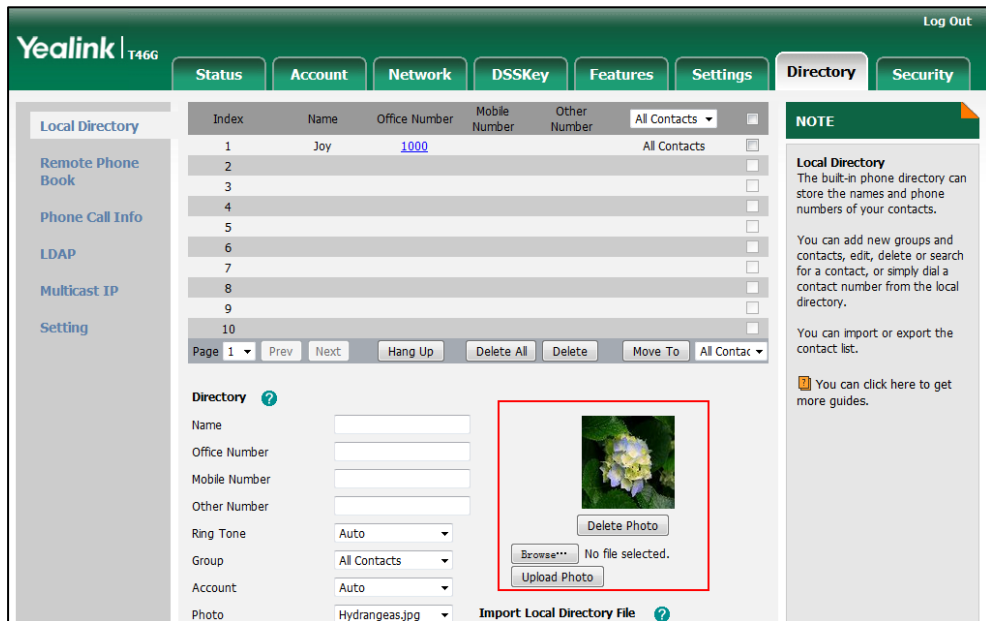 Log Out
Yealink | T46G
Status Account Network DSSKey Features Settings Directory Security
Local Directory
Remote Phone
Book
Phone Call Info
LDAP
Multicast IP
Setting
Index Name Office Number Mobile Number Other Number All Contacts
1 Joy 1000 All Contacts
2
3
4
5
6
7
8
9
10
Page 1 Prev Next Hang Up Delete All Delete Move To All Contac
Directory ?
Name
Office Number
Mobile Number
Other Number
Ring Tone Auto
Group All Contacts
Account Auto
Photo Hydrangeas.jpg
Delete Photo
Browse... No file selected.
Upload Photo
Import Local Directory File ?
NOTE
Local Directory
The built-in phone directory can
store the names and phone
numbers of your contacts.
You can add new groups and
contacts, edit, delete or search
for a contact, or simply dial a
contact number from the local
directory.
You can import or export the
contact list.
? You can click here to get
more guides.